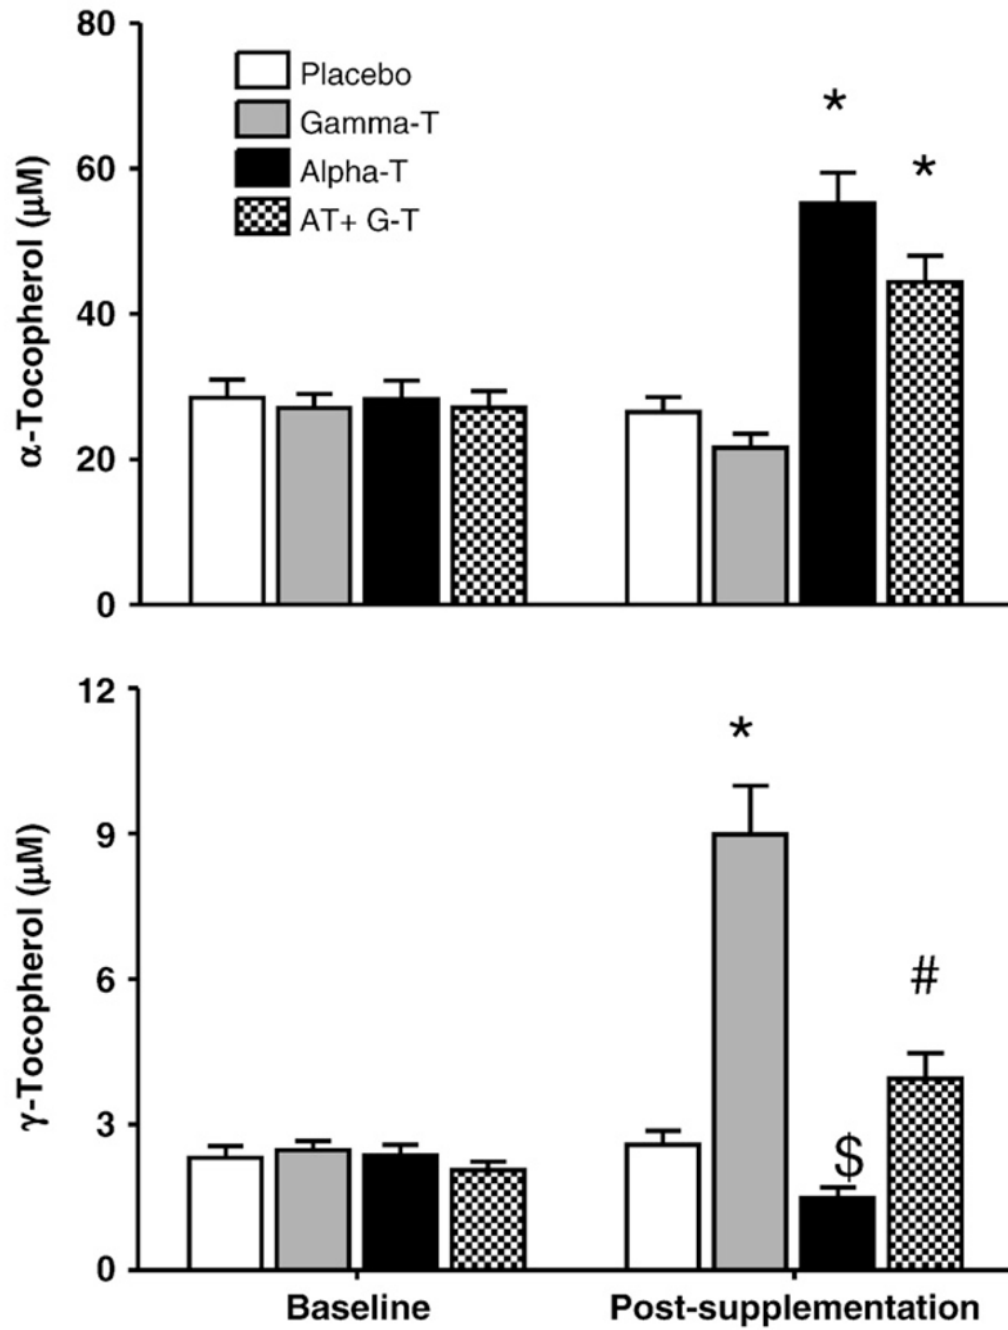 80
Placebo
Gamma-T
Alpha-T
AT+ G-T
*
*
60
40
20
0
α-Tocopherol (μM)
12
*
9
6
#
3
$
0
γ-Tocopherol (μM)
Baseline
Post-supplementation